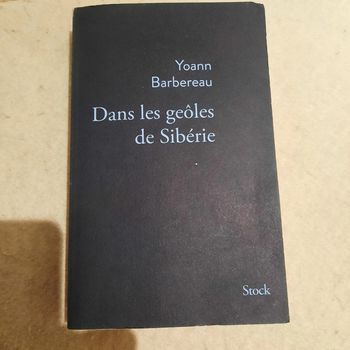 Yoann
Barbereau
Dans les geôles
de Sibérie
Stock